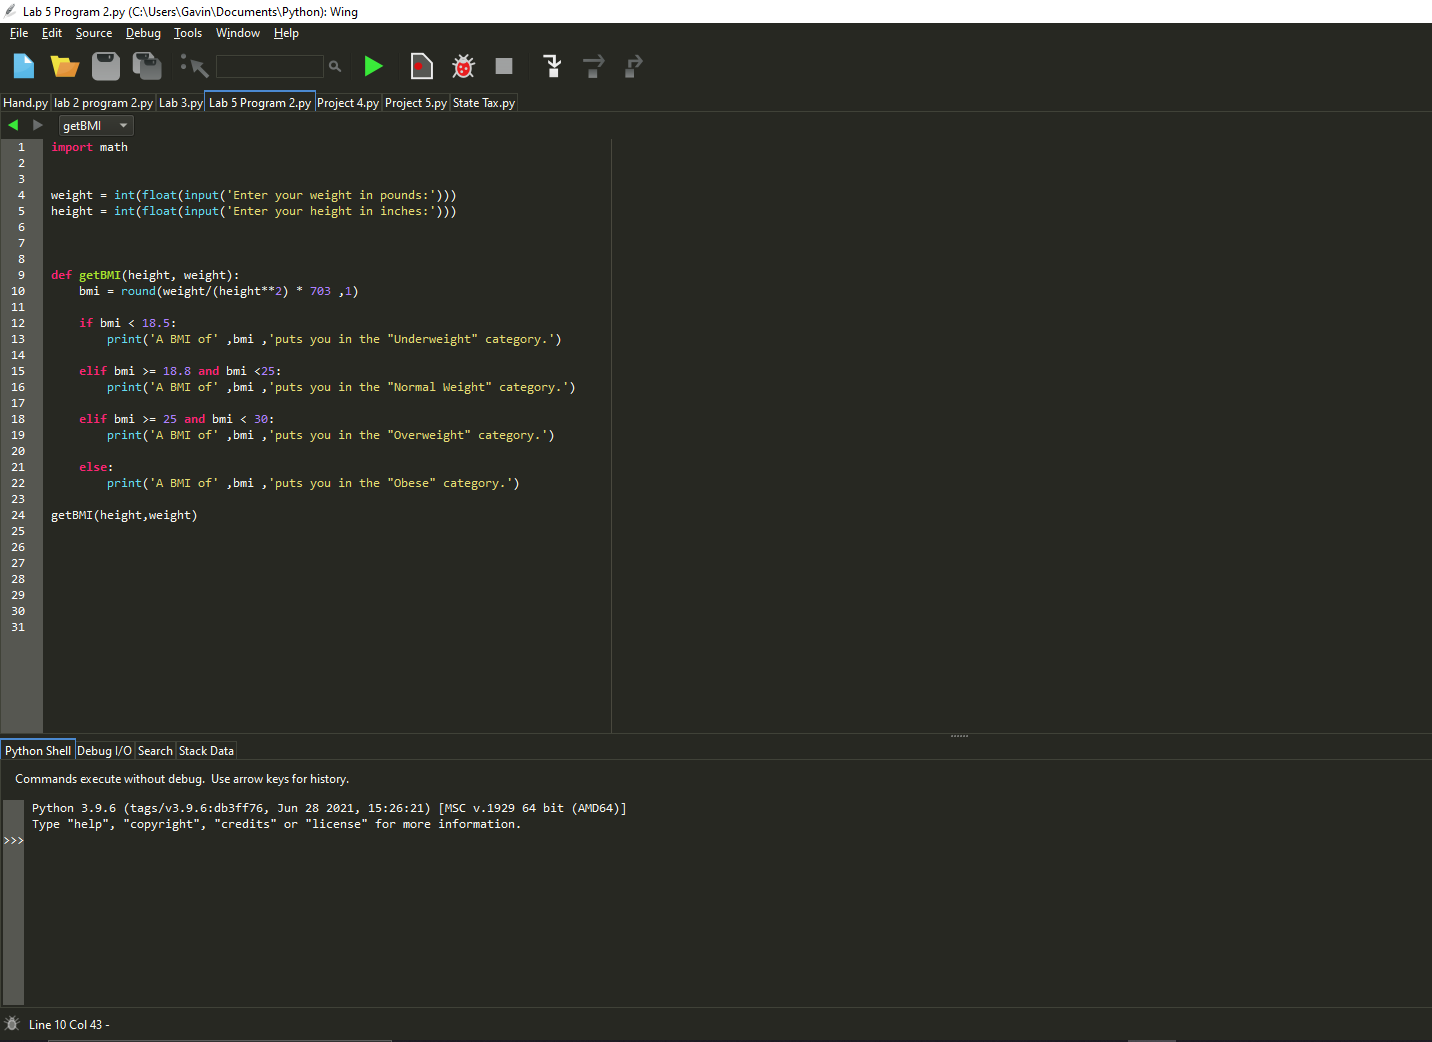 Lab 5 Program 2.py (C:\Users\Gavin\Documents\Python): Wing
File Edit Source Debug Tools Window Help
Hand.py lab 2 program 2.py Lab 3.py Lab 5 Program 2.py Project 4.py Project 5.py State Tax.py
getBMI
1 import math
2
3
4 weight = int(float(input('Enter your weight in pounds:')))
5 height = int(float(input('Enter your height in inches:')))
6
7
8
9 def getBMI(height, weight):
10     bmi = round(weight/(height**2) * 703 ,1)
11
12     if bmi < 18.5:
13         print('A BMI of' ,bmi ,'puts you in the "Underweight" category.')
14
15     elif bmi >= 18.8 and bmi <25:
16         print('A BMI of' ,bmi ,'puts you in the "Normal Weight" category.')
17
18     elif bmi >= 25 and bmi < 30:
19         print('A BMI of' ,bmi ,'puts you in the "Overweight" category.')
20
21     else:
22         print('A BMI of' ,bmi ,'puts you in the "Obese" category.')
23
24 getBMI(height,weight)
25
26
27
28
29
30
31
Python Shell Debug I/O Search Stack Data
Commands execute without debug.  Use arrow keys for history.
Python 3.9.6 (tags/v3.9.6:db3ff76, Jun 28 2021, 15:26:21) [MSC v.1929 64 bit (AMD64)]
Type "help", "copyright", "credits" or "license" for more information.
>>>
Line 10 Col 43 -